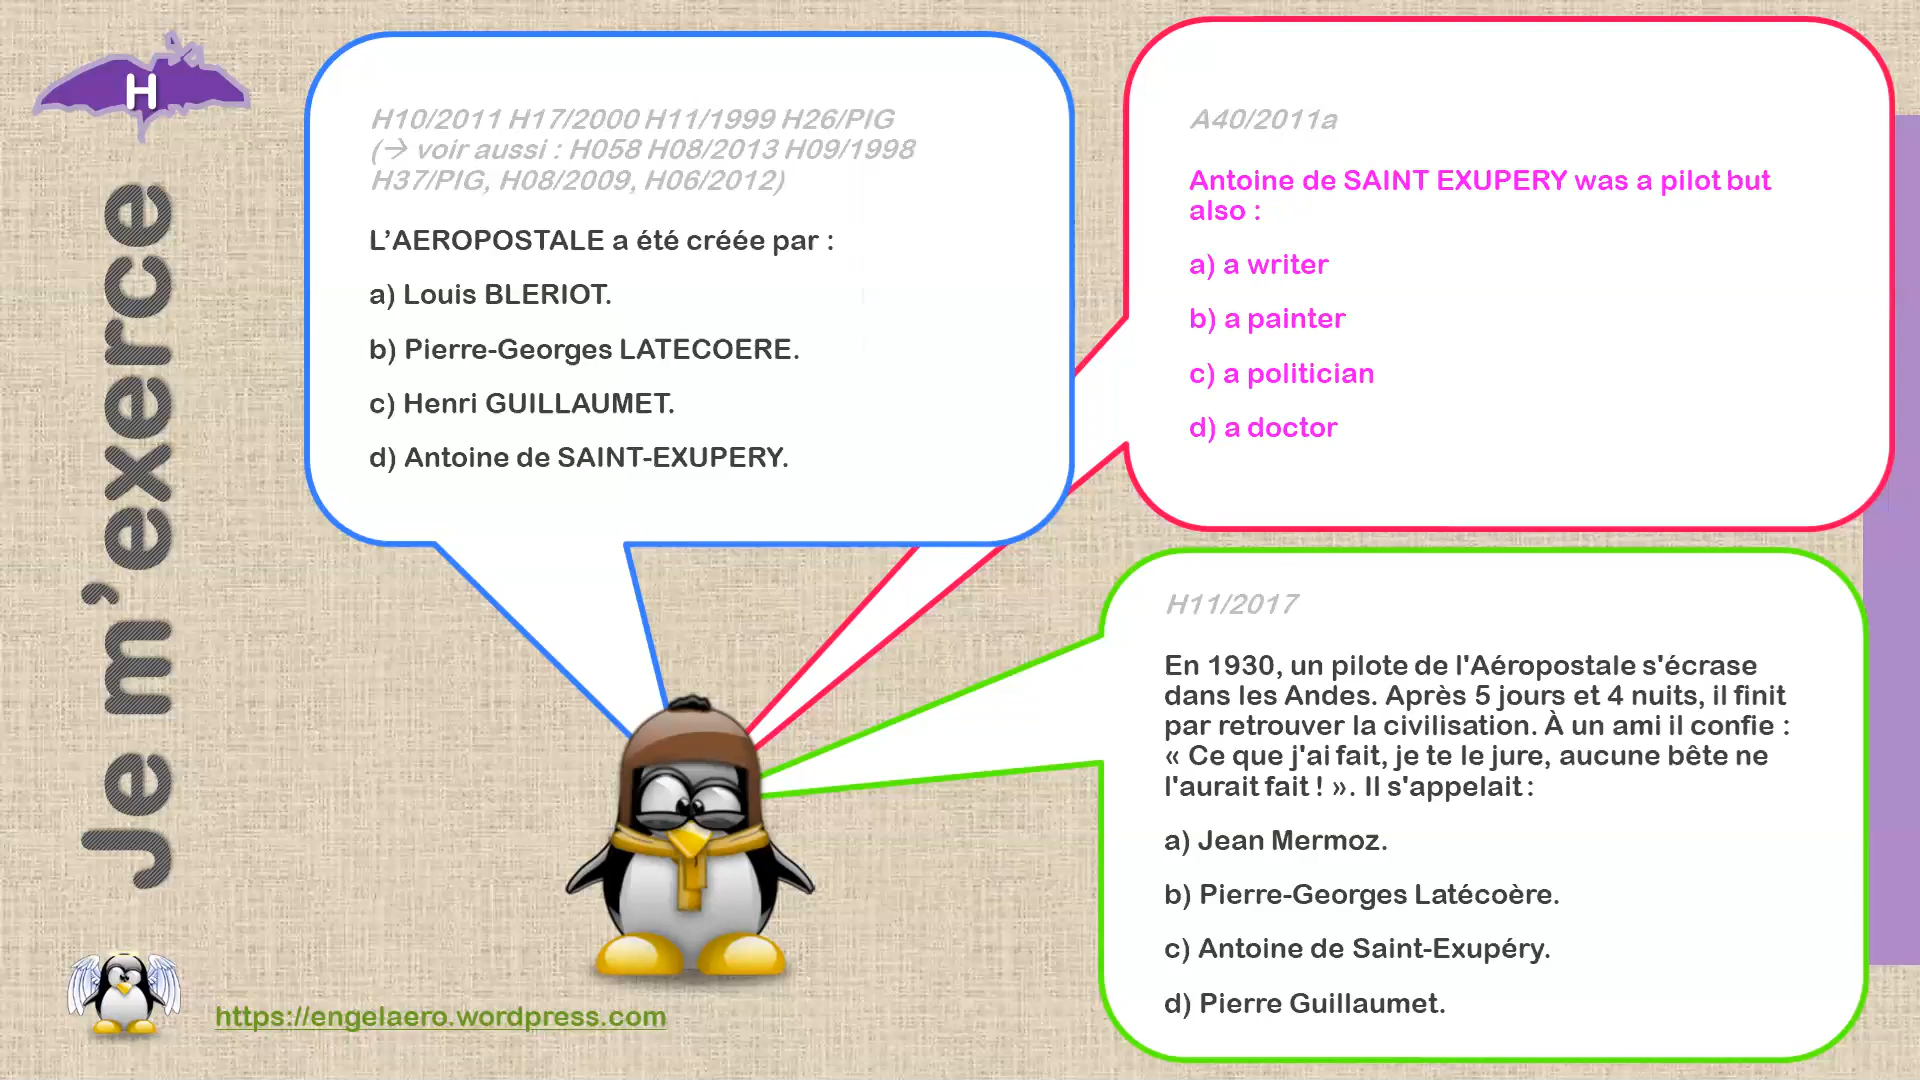 H
Je m'exerce
H10/2011 H17/2000 H11/1999 H26/PIG
(→ voir aussi : H058 H08/2013 H09/1998
H37/PIG, H08/2009, H06/2012)
L’AEROPOSTALE a été créée par :
a) Louis BLERIOT.
b) Pierre-Georges LATECOERE.
c) Henri GUILLAUMET.
d) Antoine de SAINT-EXUPERY.
A40/2011a
Antoine de SAINT EXUPERY was a pilot but
also :
a) a writer
b) a painter
c) a politician
d) a doctor
H11/2017
En 1930, un pilote de l'Aéropostale s'écrase
dans les Andes. Après 5 jours et 4 nuits, il finit
par retrouver la civilisation. À un ami il confie :
« Ce que j'ai fait, je te le jure, aucune bête ne
l'aurait fait ! ». Il s'appelait :
a) Jean Mermoz.
b) Pierre-Georges Latécoère.
c) Antoine de Saint-Exupéry.
d) Pierre Guillaumet.
https://engelaero.wordpress.com